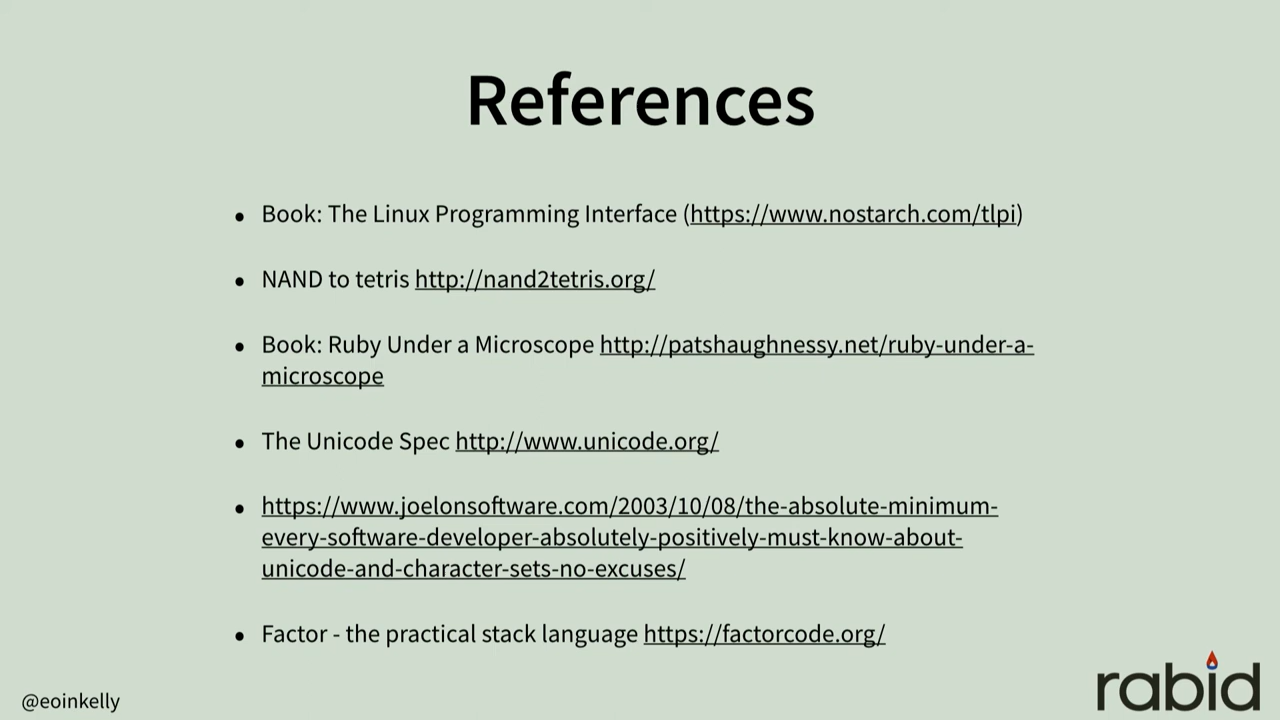 References
• Book: The Linux Programming Interface (https://www.nostarch.com/tlpi)
• NAND to tetris http://nand2tetris.org/
• Book: Ruby Under a Microscope http://patshaughnessy.net/ruby-under-a-
microscope
• The Unicode Spec http://www.unicode.org/
• https://www.joelonsoftware.com/2003/10/08/the-absolute-minimum-
every-software-developer-absolutely-positively-must-know-about-
unicode-and-character-sets-no-excuses/
• Factor - the practical stack language https://factorcode.org/
@eoinkelly
rabid